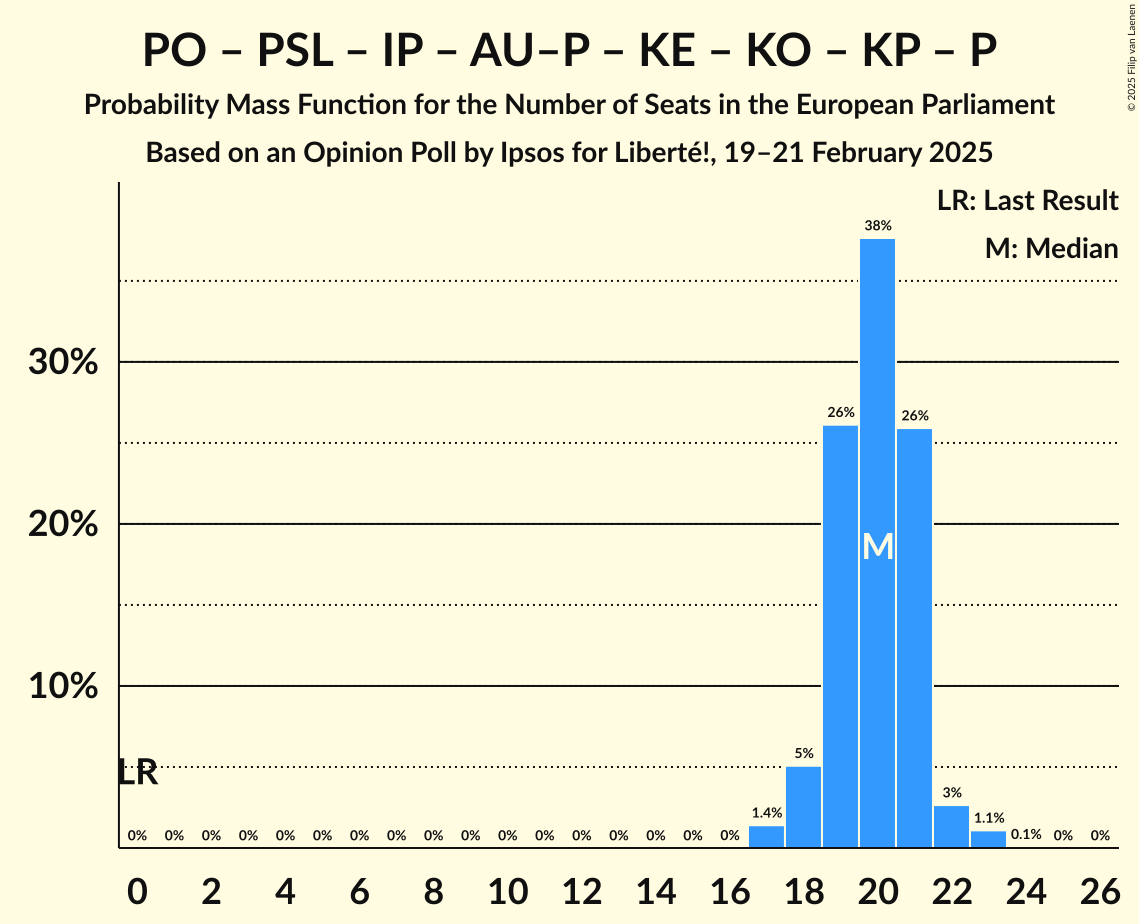 PO – PSL – IP – AU–P – KE – KO – KP – P
Probability Mass Function for the Number of Seats in the European Parliament
Based on an Opinion Poll by Ipsos for Liberté!, 19–21 February 2025
© 2025 Filip van Laenen
LR: Last Result
M: Median
38%
30%
26%
26%
20%
M
10%
5%
LR
3%
1.4%
1.1%
0% 0% 0% 0% 0% 0% 0% 0% 0% 0% 0% 0% 0% 0% 0% 0% 0% 0.1% 0% 0%
0 2 4 6 8 10 12 14 16 18 20 22 24 26